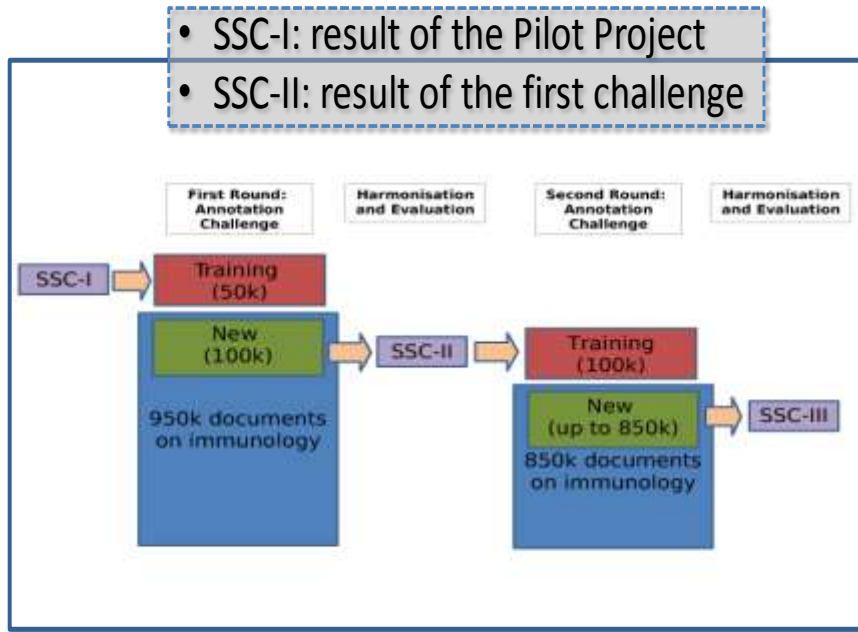 • SSC-I: result of the Pilot Project
• SSC-II: result of the first challenge
First Round:
Annotation
Challenge
Harmonisation
and Evaluation
Second Round:
Annotation
Challenge
Harmonisation
and Evaluation
SSC-I
Training
(50k)
New
(100k)
950k documents
on immunology
SSC-II
Training
(100k)
New
(up to 850k)
850k documents
on immunology
SSC-III